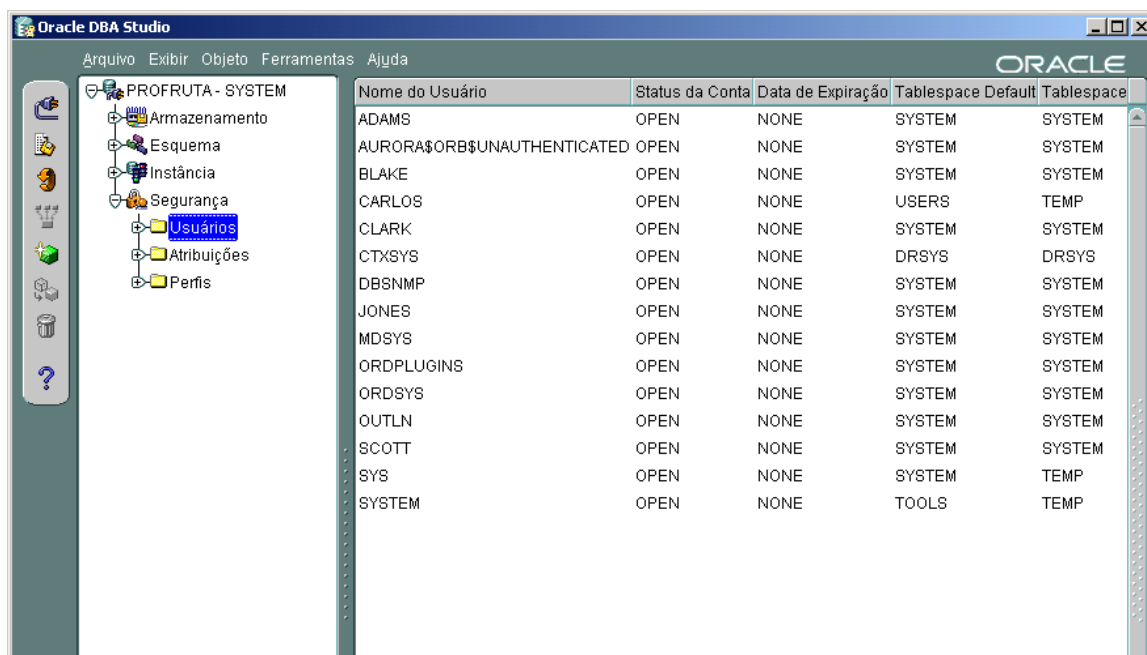 Oracle DBA Studio
Arquivo Exibir Objeto Ferramentas Ajuda
ORACLE
PROFRUTA - SYSTEM
Armazenamento
Esquema
Instância
Segurança
Usuários
Atribuições
Perfis
Nome do Usuário Status da Conta Data de Expiração Tablespace Default Tablespace
ADAMS OPEN NONE SYSTEM SYSTEM
AURORA$ORB$UNAUTHENTICATED OPEN NONE SYSTEM SYSTEM
BLAKE OPEN NONE SYSTEM SYSTEM
CARLOS OPEN NONE USERS TEMP
CLARK OPEN NONE SYSTEM SYSTEM
CTXSYS OPEN NONE DRSYS DRSYS
DBSNMP OPEN NONE SYSTEM SYSTEM
JONES OPEN NONE SYSTEM SYSTEM
MDSYS OPEN NONE SYSTEM SYSTEM
ORDPLUGINS OPEN NONE SYSTEM SYSTEM
ORDSYS OPEN NONE SYSTEM SYSTEM
OUTLN OPEN NONE SYSTEM SYSTEM
SCOTT OPEN NONE SYSTEM SYSTEM
SYS OPEN NONE SYSTEM TEMP
SYSTEM OPEN NONE TOOLS TEMP